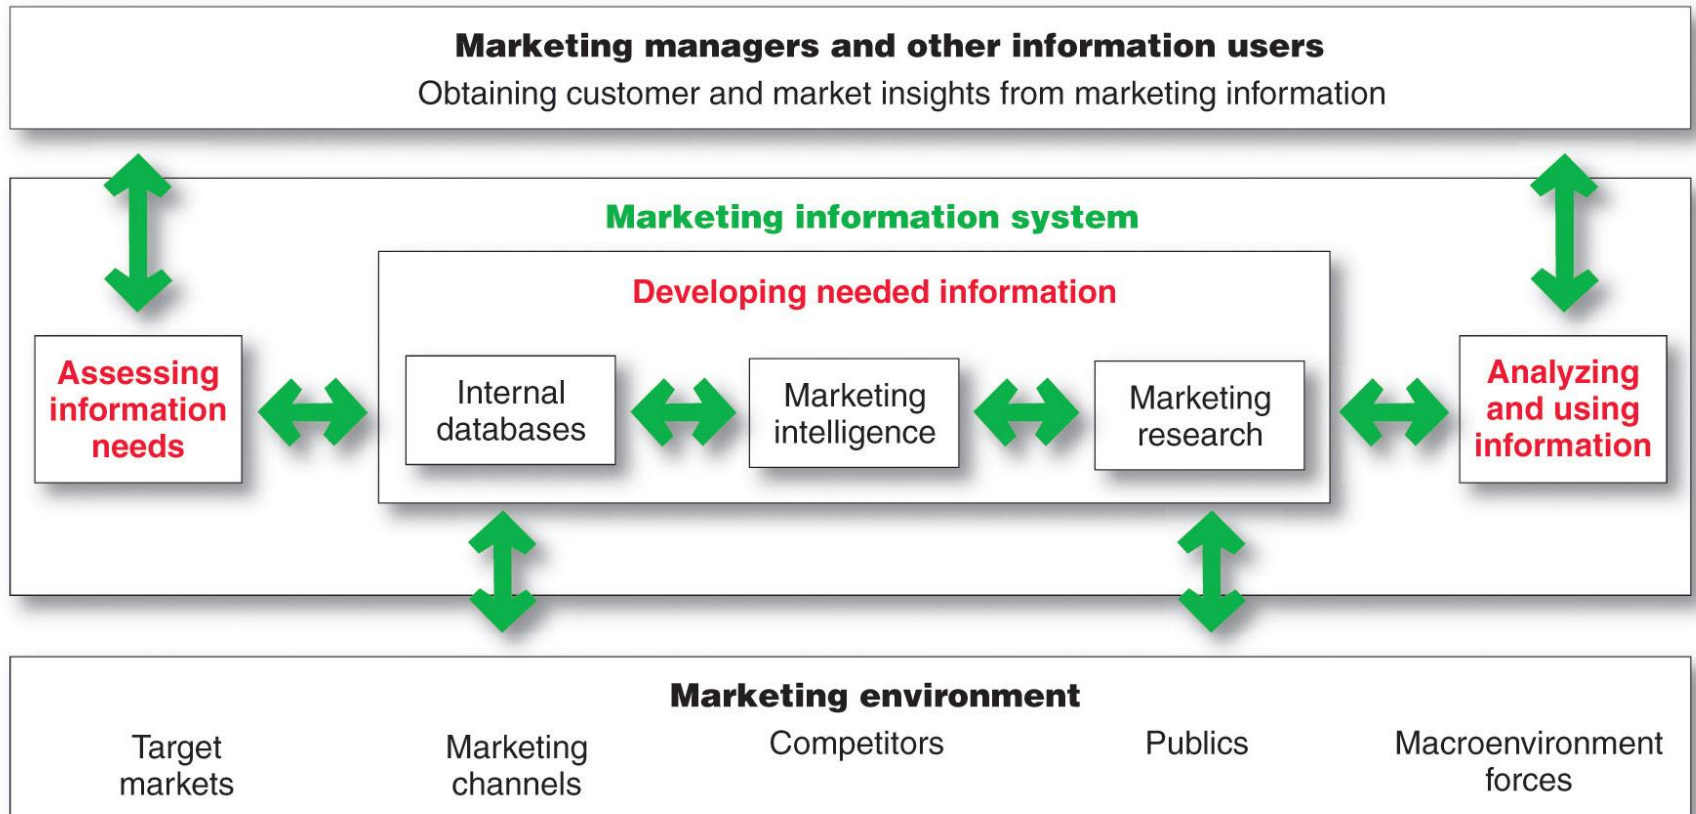 Marketing managers and other information users
Obtaining customer and market insights from marketing information
Marketing information system
Developing needed information
Assessing
information
needs
Internal
databases
Marketing
intelligence
Marketing
research
Analyzing
and using
information
Marketing environment
Target
markets
Marketing
channels
Competitors
Publics
Macroenvironment
forces